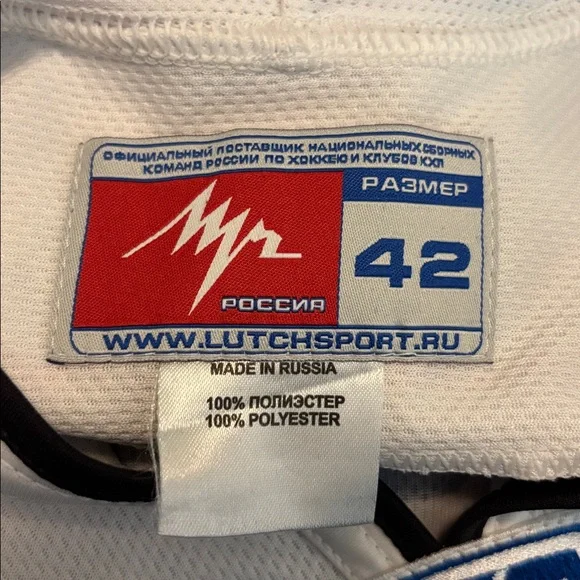 ОФИЦИАЛЬНЫЙ ПОСТАВЩИК НАЦИОНАЛЬНЫХ СБОРНЫХ
КОМАНД РОССИИ ПО ХОККЕЮ И КЛУБОВ КХЛ
Луч
РОССИЯ
РАЗМЕР
42
WWW.LUTCHSPORT.RU
MADE IN RUSSIA
100% ПОЛИЭСТЕР
100% POLYESTER